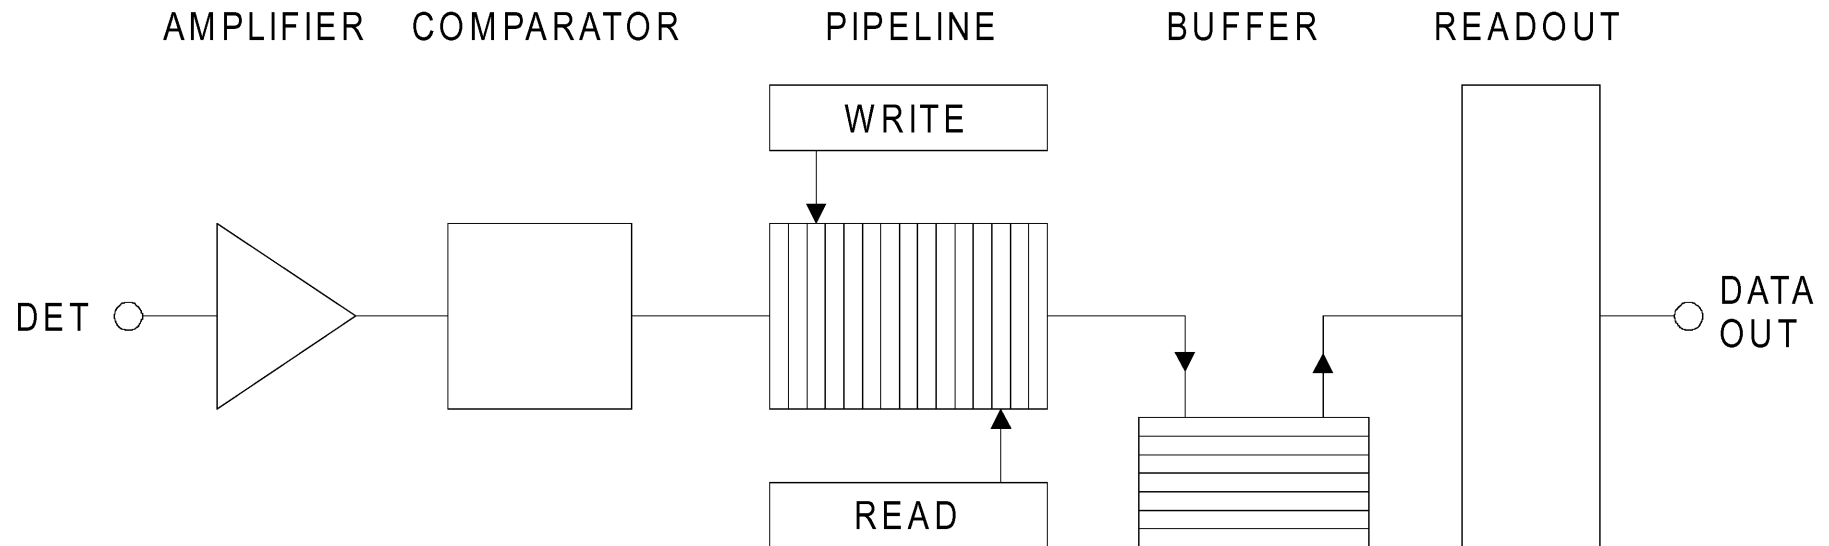 AMPLIFIER COMPARATOR PIPELINE BUFFER READOUT
WRITE
DET
DATA
OUT
READ